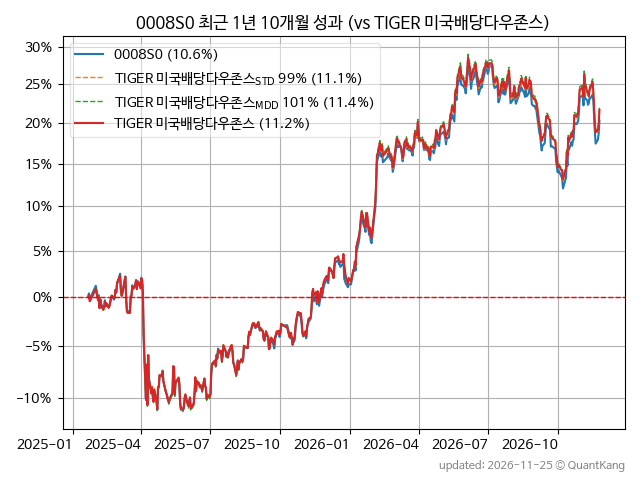 0008S0 최근 1년 10개월 성과 (vs TIGER 미국배당다우존스)
0008S0 (10.6%)
TIGER 미국배당다우존스STD 99% (11.1%)
TIGER 미국배당다우존스MDD 101% (11.4%)
TIGER 미국배당다우존스 (11.2%)
30%
25%
20%
15%
10%
5%
0%
−5%
−10%
2025-01 2025-04 2025-07 2025-10 2026-01 2026-04 2026-07 2026-10
updated: 2026-11-25 © QuantKang